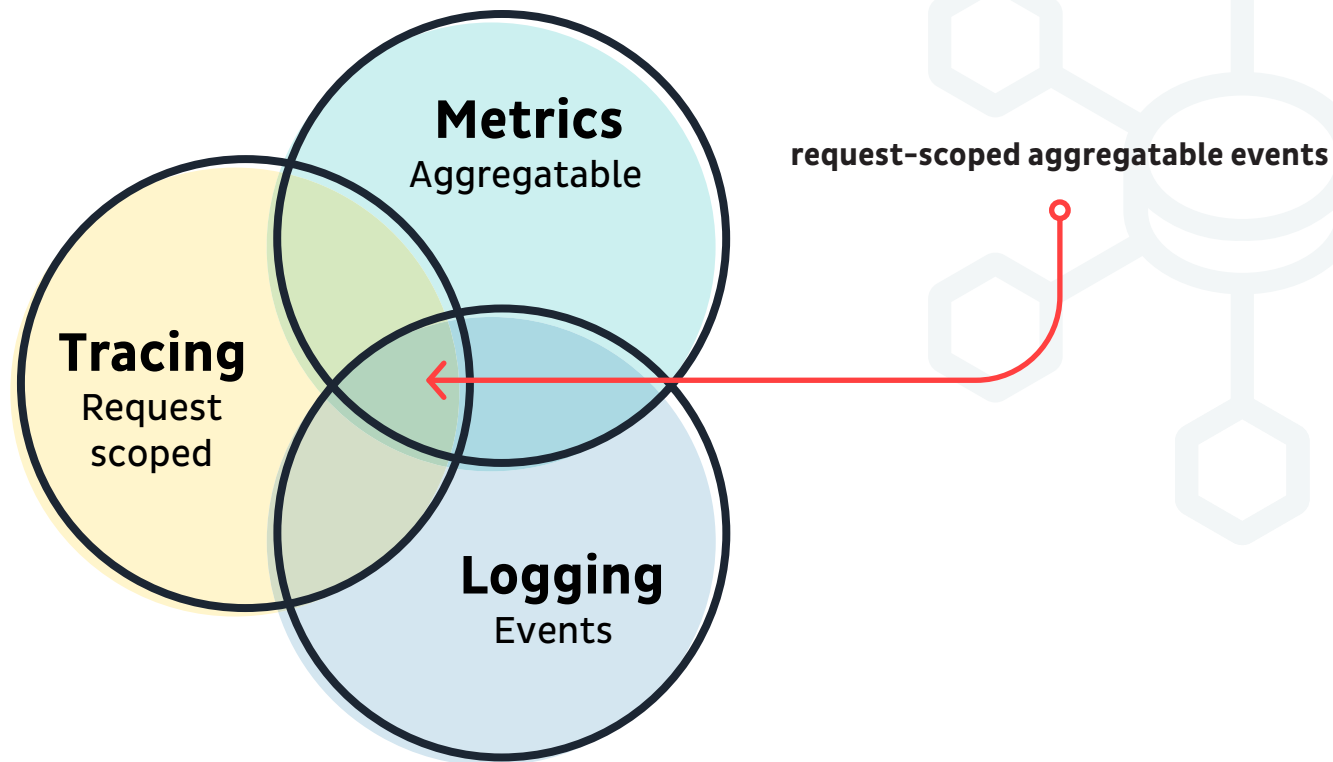 Metrics
Aggregatable
request-scoped aggregatable events
Tracing
Request
scoped
Logging
Events